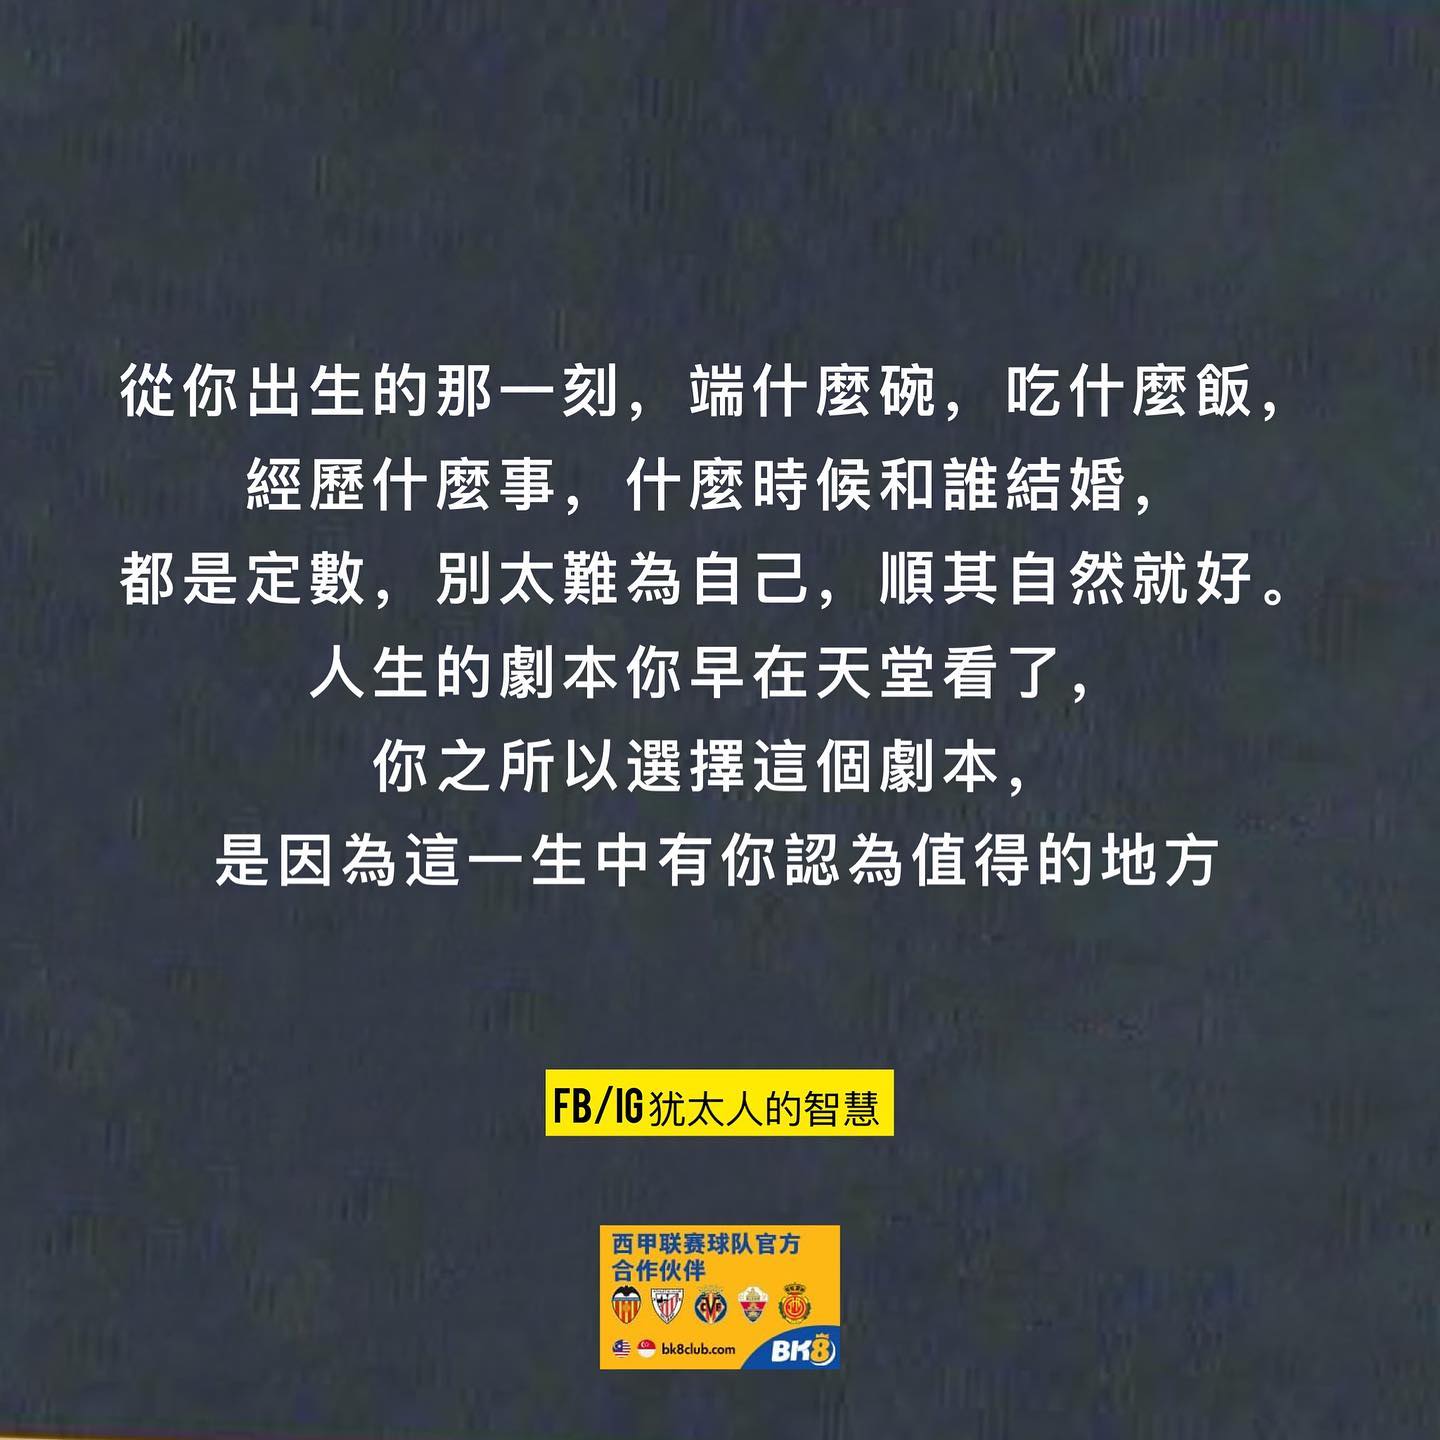 從你出生的那一刻，端什麼碗，吃什麼飯，
經歷什麼事，什麼時候和誰結婚，
都是定數，別太難為自己，順其自然就好。
人生的劇本你早在天堂看了，
你之所以選擇這個劇本，
是因為這一生中有你認為值得的地方
FB/IG犹太人的智慧
西甲联赛球队官方
合作伙伴
bk8club.com
BK8